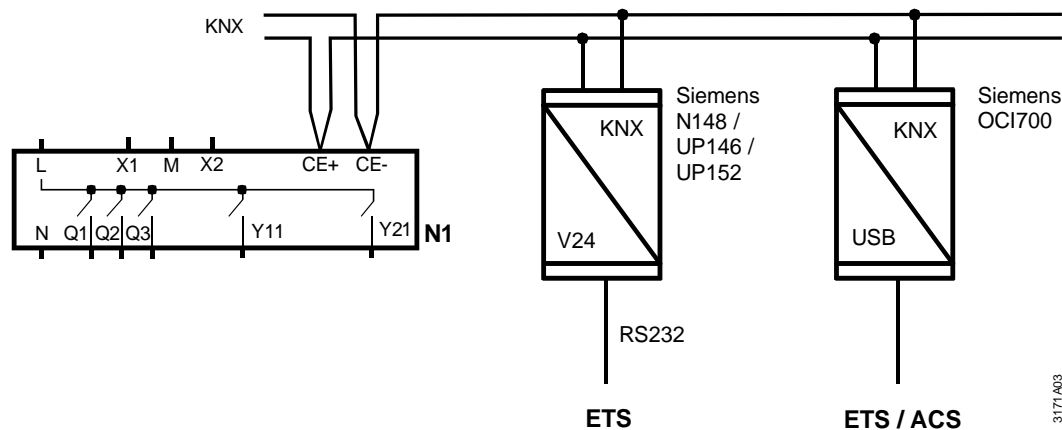 KNX
Siemens
N148 /
UP146 /
UP152
Siemens
OCI700
KNX
KNX
L X1 M X2 CE+ CE-
N Q1 Q2 Q3 Y11 Y21 N1
V24
USB
RS232
ETS
ETS / ACS
3171A03